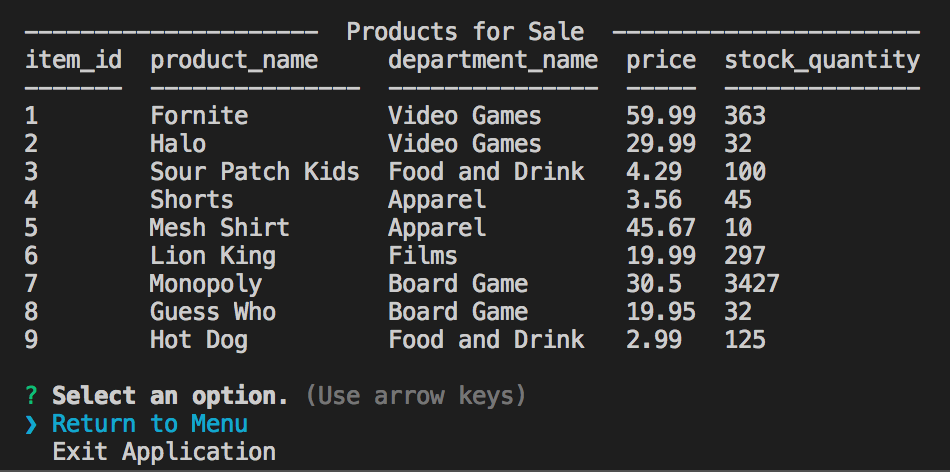 Products for Sale
item_id product_name department_name price stock_quantity
1 Fornite Video Games 59.99 363
2 Halo Video Games 29.99 32
3 Sour Patch Kids Food and Drink 4.29 100
4 Shorts Apparel 3.56 45
5 Mesh Shirt Apparel 45.67 10
6 Lion King Films 19.99 297
7 Monopoly Board Game 30.5 3427
8 Guess Who Board Game 19.95 32
9 Hot Dog Food and Drink 2.99 125
? Select an option. (Use arrow keys)
❯ Return to Menu
Exit Application